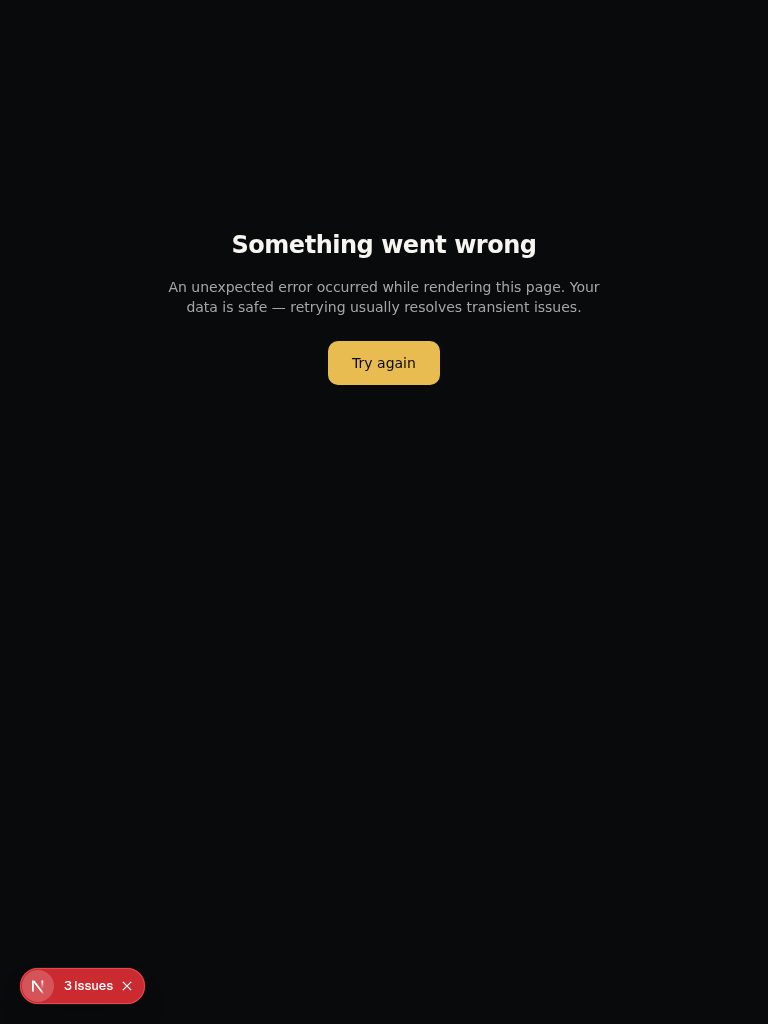 Something went wrong
An unexpected error occurred while rendering this page. Your
data is safe — retrying usually resolves transient issues.
Try again
N 3 Issues